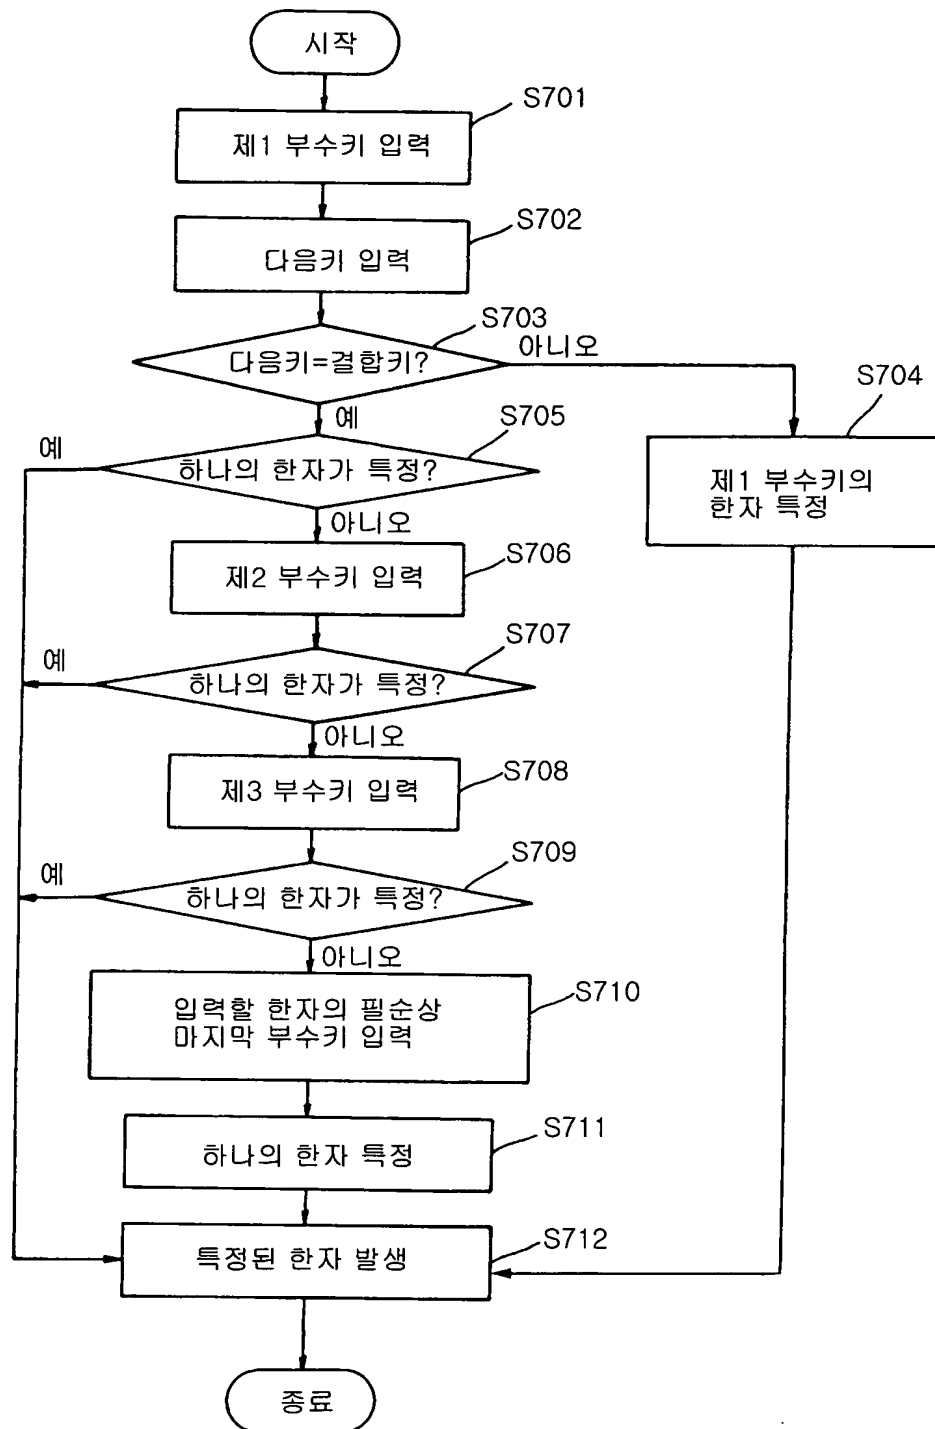 시작
S701
제1 부수키 입력
S702
다음키 입력
S703
다음키=결합키?
아니오
S704
제1 부수키의
한자 특정
예
S705
예
하나의 한자가 특정?
아니오
S706
제2 부수키 입력
S707
예
하나의 한자가 특정?
아니오
S708
제3 부수키 입력
S709
예
하나의 한자가 특정?
아니오
S710
입력할 한자의 필순상
마지막 부수키 입력
S711
하나의 한자 특정
S712
특정된 한자 발생
종료